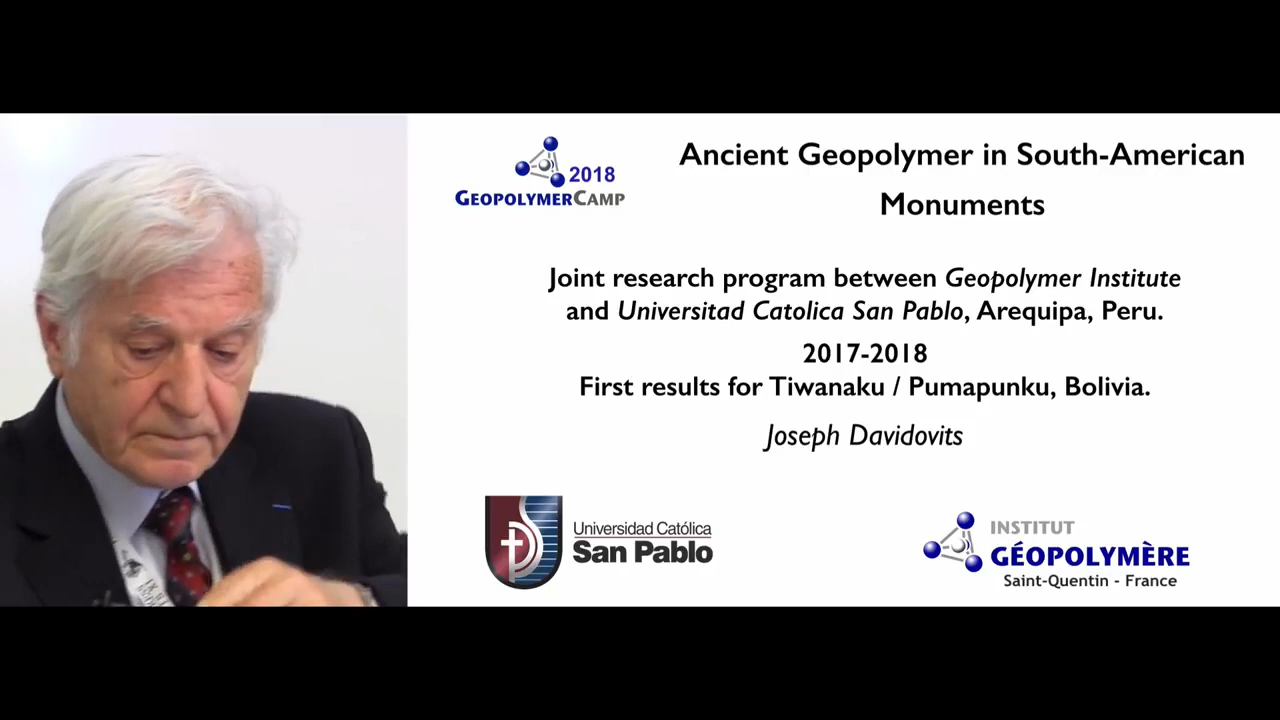 2018
GEOPOLYMERCAMP
Ancient Geopolymer in South-American
Monuments
Joint research program between Geopolymer Institute
and Universitad Catolica San Pablo, Arequipa, Peru.
2017-2018
First results for Tiwanaku / Pumapunku, Bolivia.
Joseph Davidovits
Universidad Católica
San Pablo
INSTITUT
GÉOPOLYMÈRE
Saint-Quentin - France